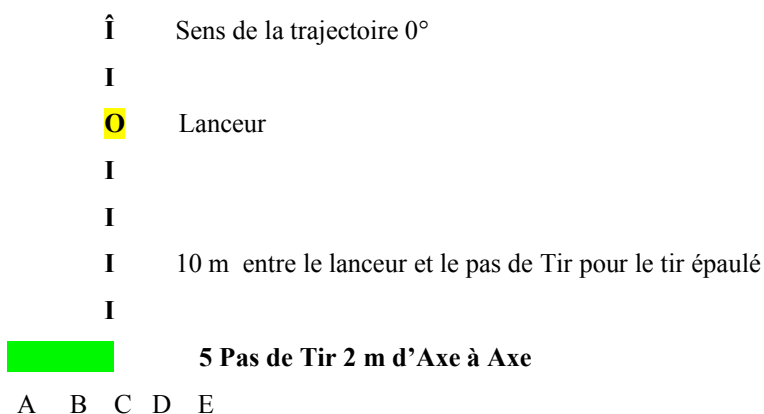 Î Sens de la trajectoire 0°
I
O Lanceur
I
I
I 10 m entre le lanceur et le pas de Tir pour le tir épaulé
I
5 Pas de Tir 2 m d’Axe à Axe
A B C D E